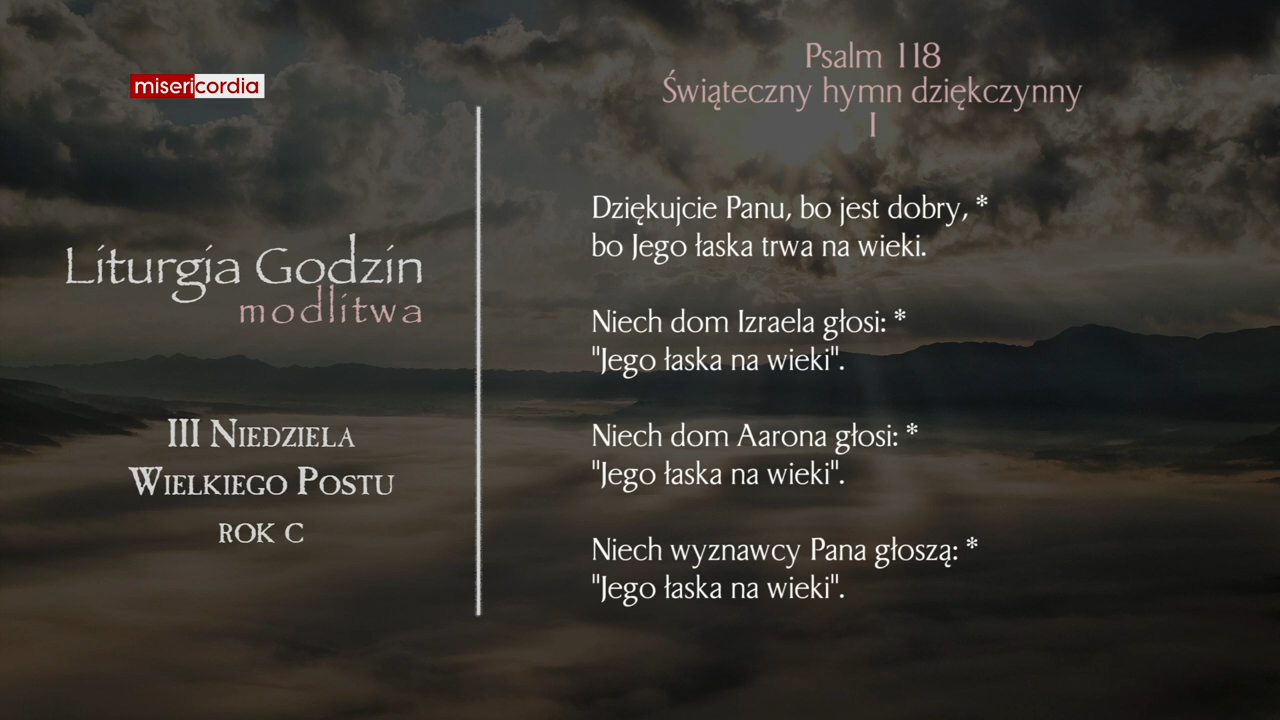 misericordia
Liturgia Godzin
modlitwa
III Niedziela
Wielkiego Postu
rok C
Psalm 118
Świąteczny hymn dziękczynny
I
Dziękujcie Panu, bo jest dobry, *
bo Jego łaska trwa na wieki.
Niech dom Izraela głosi: *
"Jego łaska na wieki".
Niech dom Aarona głosi: *
"Jego łaska na wieki".
Niech wyznawcy Pana głoszą: *
"Jego łaska na wieki".